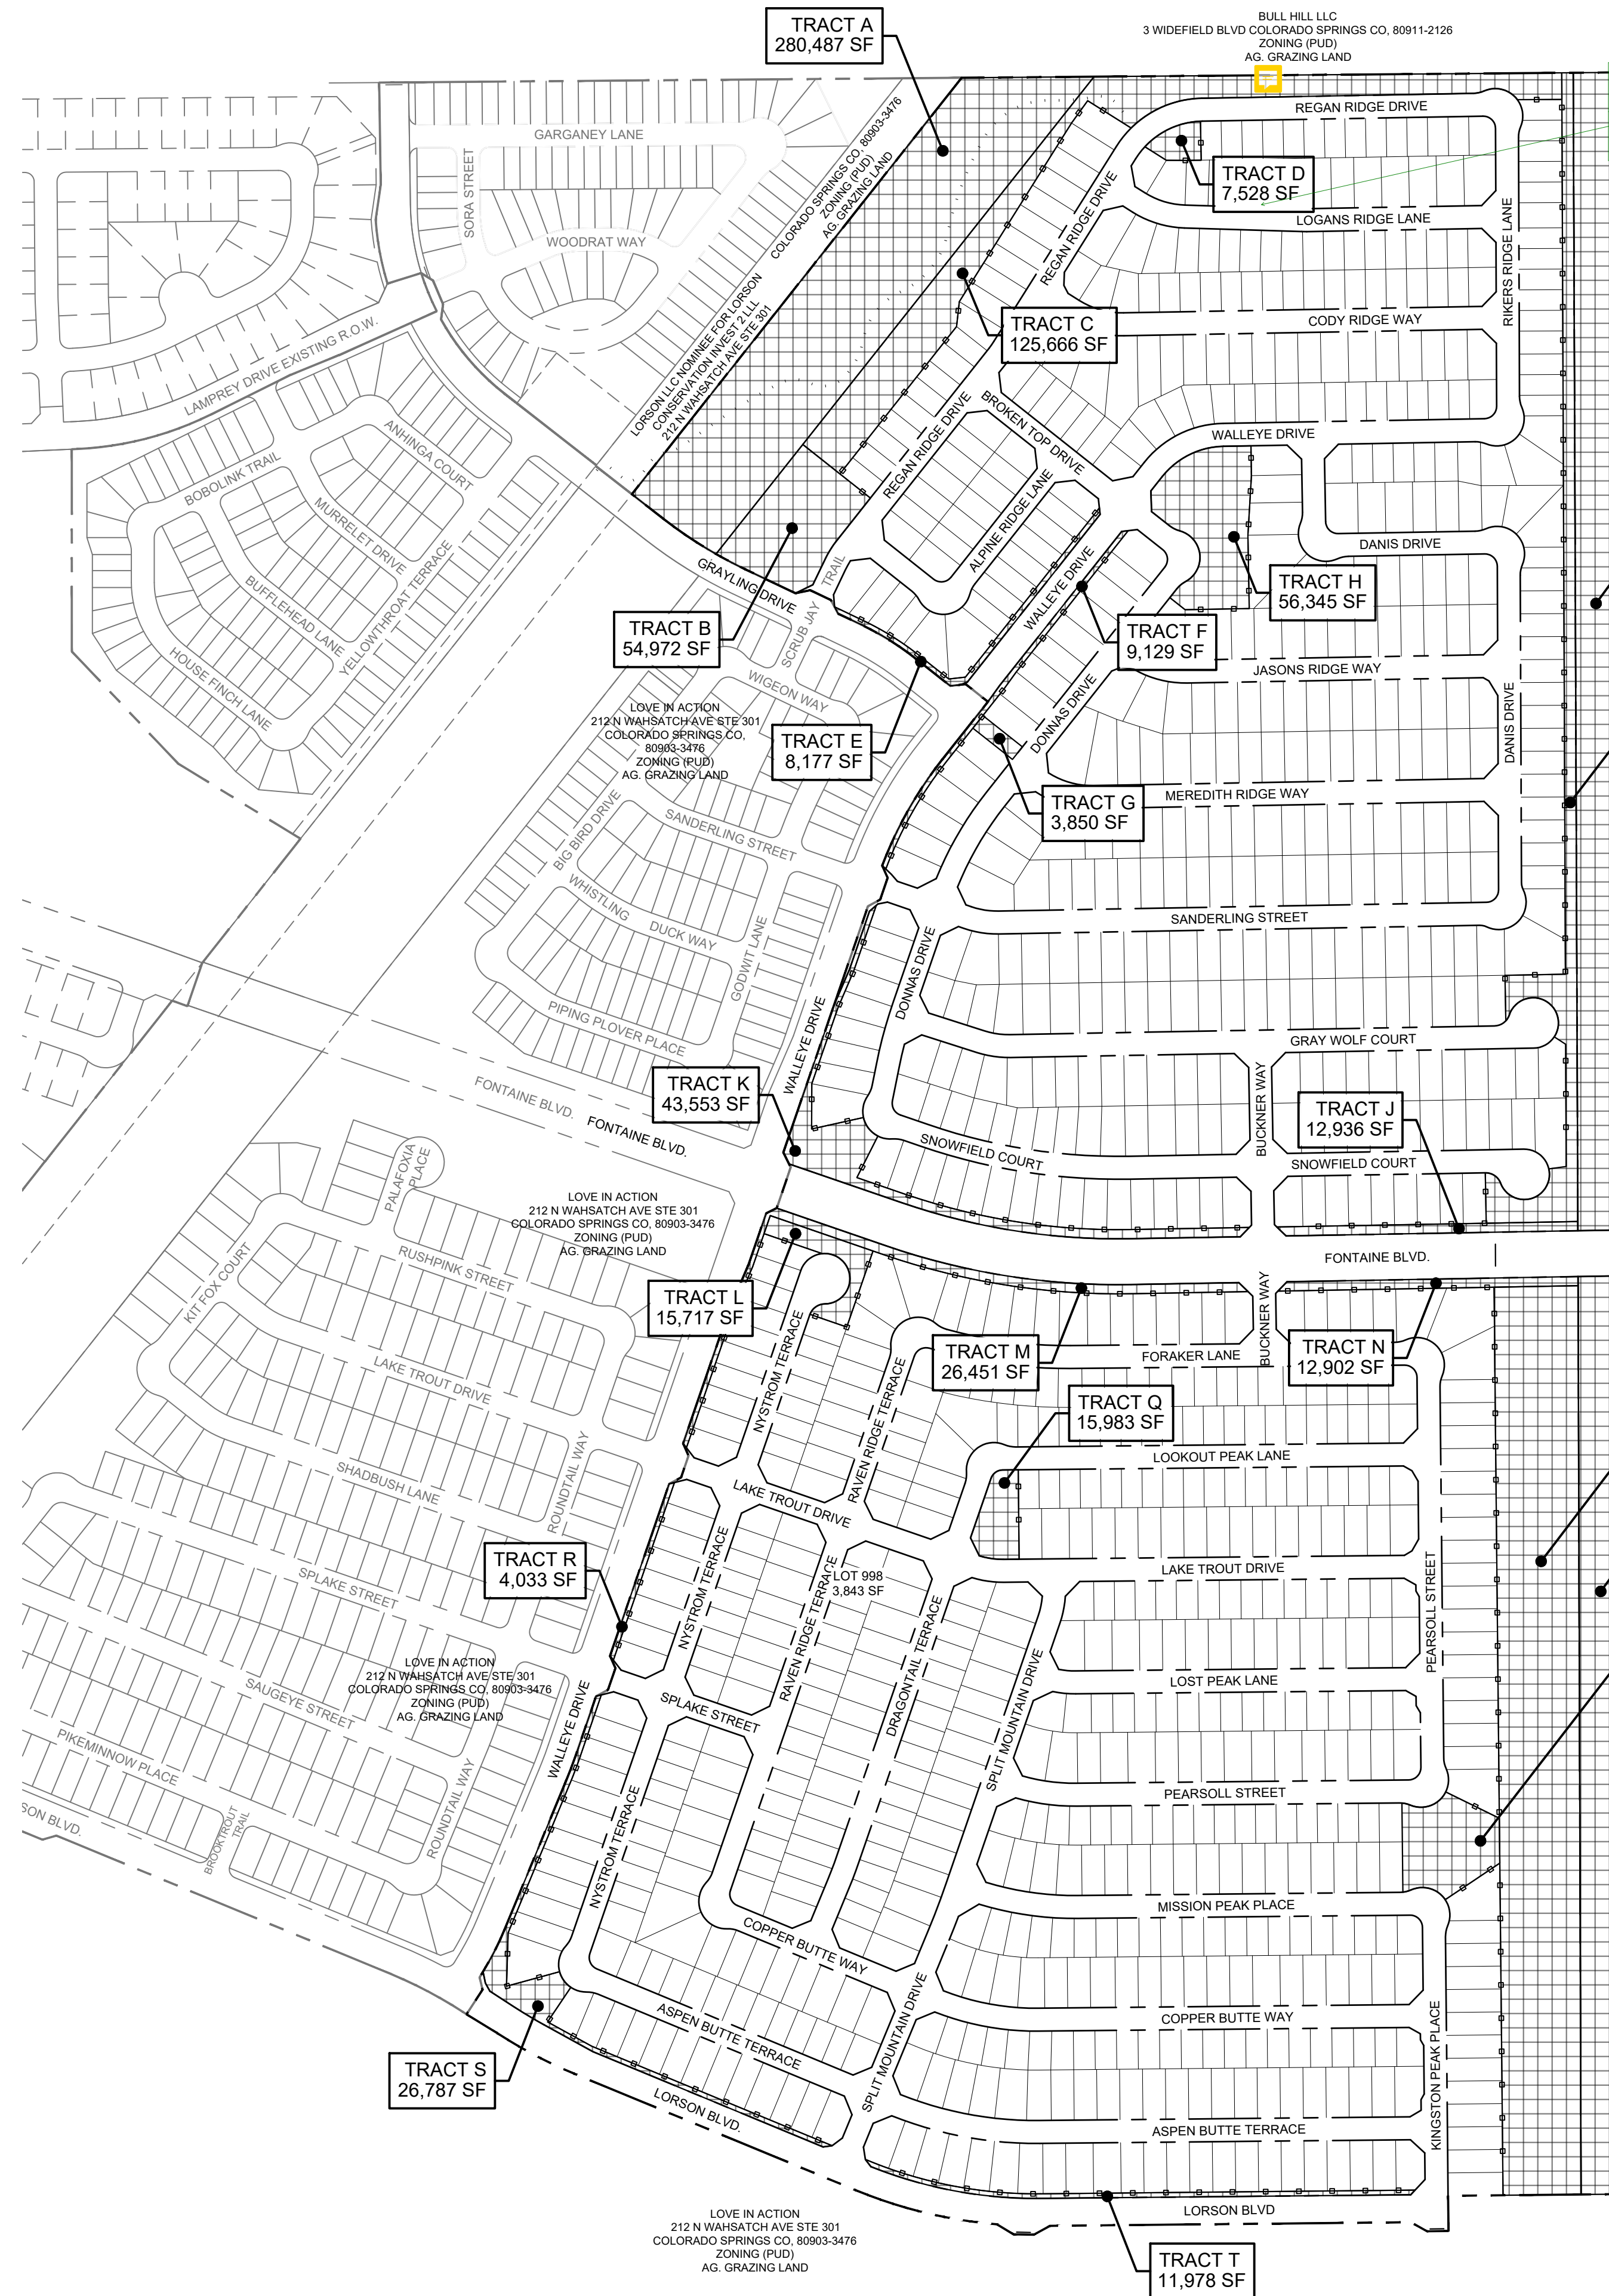 TRACT A
280,487 SF
BULL HILL LLC
3 WIDEFIELD BLVD COLORADO SPRINGS CO, 80911-2126
ZONING (PUD)
AG. GRAZING LAND
REGAN RIDGE DRIVE
GARGANEY LANE
SORA STREET
WOODRAT WAY
COLORADO SPRINGS CO, 80903-3476
ZONING (PUD)
AG. GRAZING LAND
LORSON LLC NOMINEE FOR LORSON
CONSERVATION INVEST 2 LLL
212 N WAHSATCH AVE STE 301
TRACT D
7,528 SF
REGAN RIDGE DRIVE
LOGANS RIDGE LANE
RIKERS RIDGE LANE
TRACT C
125,666 SF
CODY RIDGE WAY
LAMPREY DRIVE EXISTING R.O.W.
BROKEN TOP DRIVE
WALLEYE DRIVE
REGAN RIDGE DRIVE
ANHINGA COURT
BOBOLINK TRAIL
MURRELET DRIVE
ALPINE RIDGE LANE
DANIS DRIVE
BUFFLEHEAD LANE
YELLOWTHROAT TERRACE
HOUSE FINCH LANE
GRAYLING DRIVE
SCRUB JAY
TRAIL
WALLEYE DRIVE
TRACT H
56,345 SF
TRACT B
54,972 SF
TRACT F
9,129 SF
WIGEON WAY
JASONS RIDGE WAY
DONNAS DRIVE
DANIS DRIVE
LOVE IN ACTION
212 N WAHSATCH AVE STE 301
COLORADO SPRINGS CO,
80903-3476
ZONING (PUD)
AG. GRAZING LAND
TRACT E
8,177 SF
TRACT G
3,850 SF
MEREDITH RIDGE WAY
BIG BIRD DRIVE
SANDERLING STREET
WHISTLING
DUCK WAY
GODWIT LANE
SANDERLING STREET
DONNAS DRIVE
PIPING PLOVER PLACE
WALLEYE DRIVE
GRAY WOLF COURT
BUCKNER WAY
TRACT K
43,553 SF
FONTAINE BLVD.
FONTAINE BLVD.
TRACT J
12,936 SF
SNOWFIELD COURT
SNOWFIELD COURT
PALAFOXIA
PLACE
LOVE IN ACTION
212 N WAHSATCH AVE STE 301
COLORADO SPRINGS CO, 80903-3476
ZONING (PUD)
AG. GRAZING LAND
FONTAINE BLVD.
RUSHPINK STREET
KIT FOX COURT
TRACT L
15,717 SF
NYSTROM TERRACE
BUCKNER WAY
TRACT M
26,451 SF
FORAKER LANE
TRACT N
12,902 SF
LAKE TROUT DRIVE
RAVEN RIDGE TERRACE
TRACT Q
15,983 SF
LOOKOUT PEAK LANE
SHADBUSH LANE
ROUNDTAIL WAY
LAKE TROUT DRIVE
TRACT R
4,033 SF
NYSTROM TERRACE
RAVEN RIDGE TERRACE
LOT 998
3,843 SF
LAKE TROUT DRIVE
PEARSOLL STREET
SPLAKE STREET
DRAGONTAIL TERRACE
SPLIT MOUNTAIN DRIVE
LOST PEAK LANE
LOVE IN ACTION
212 N WAHSATCH AVE STE 301
COLORADO SPRINGS CO, 80903-3476
ZONING (PUD)
AG. GRAZING LAND
SAUGEYE STREET
WALLEYE DRIVE
SPLAKE STREET
PIKEMINNOW PLACE
PEARSOLL STREET
SON BLVD.
BROOKTROUT
TRAIL
ROUNDTAIL WAY
NYSTROM TERRACE
MISSION PEAK PLACE
COPPER BUTTE WAY
SPLIT MOUNTAIN DRIVE
ASPEN BUTTE TERRACE
COPPER BUTTE WAY
KINGSTON PEAK PLACE
TRACT S
26,787 SF
LORSON BLVD.
ASPEN BUTTE TERRACE
LORSON BLVD
LOVE IN ACTION
212 N WAHSATCH AVE STE 301
COLORADO SPRINGS CO, 80903-3476
ZONING (PUD)
AG. GRAZING LAND
TRACT T
11,978 SF